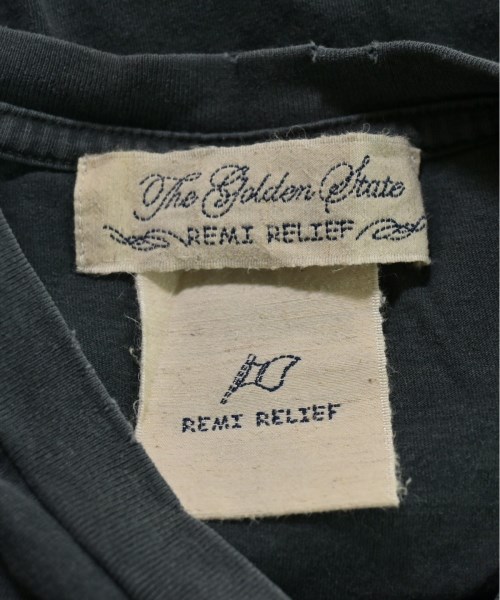 The Golden State
REMI RELIEF
REMI RELIEF